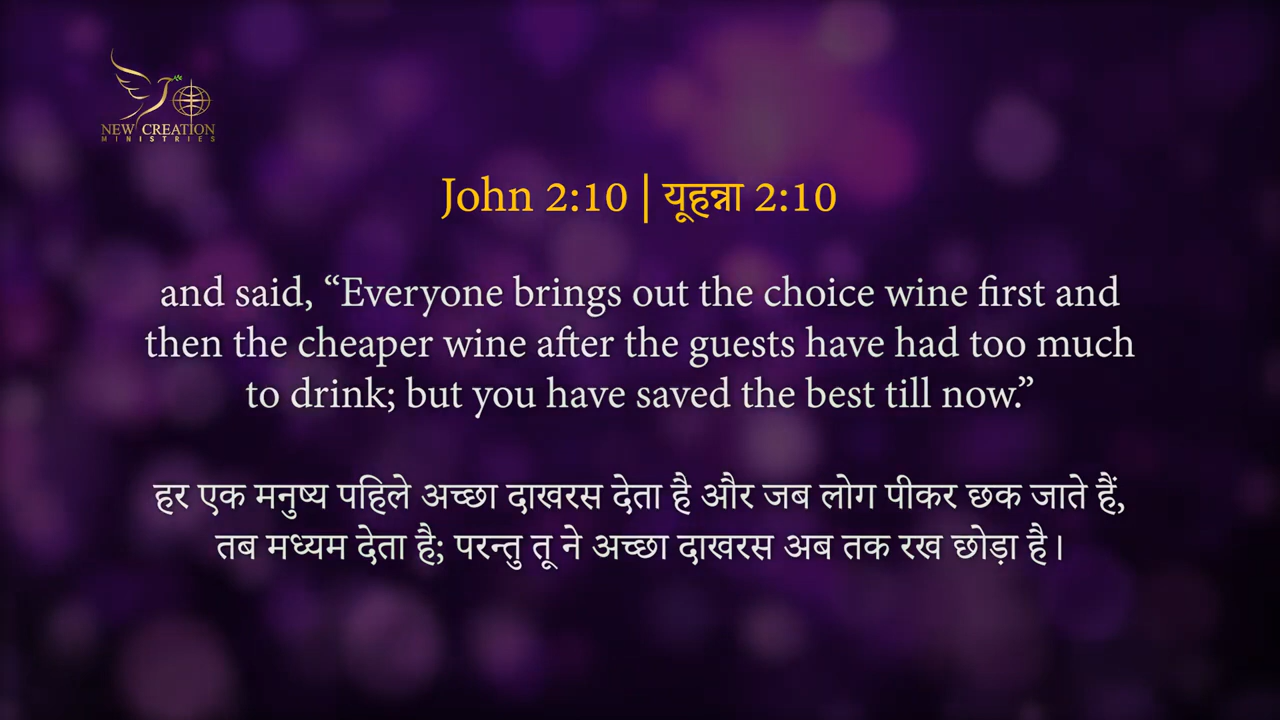 NEW CREATION
MINISTRIES
John 2:10 | यूहन्ना 2:10
and said, “Everyone brings out the choice wine first and
then the cheaper wine after the guests have had too much
to drink; but you have saved the best till now.”
हर एक मनुष्य पहिले अच्छा दाखरस देता है और जब लोग पीकर छक जाते हैं,
तब मध्यम देता है; परन्तु तू ने अच्छा दाखरस अब तक रख छोड़ा है।